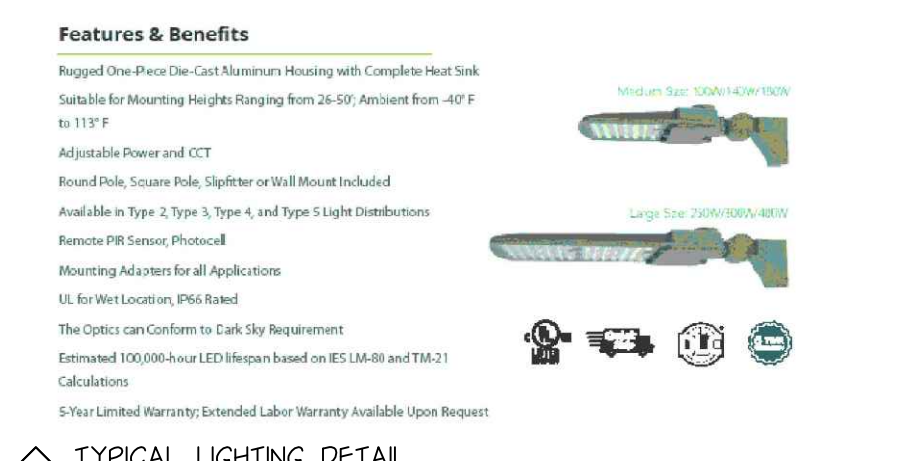 Features & Benefits
Rugged One-Piece Die-Cast Aluminum Housing with Complete Heat Sink
Suitable for Mounting Heights Ranging from 26-50'; Ambient from -40° F
to 113° F
Adjustable Power and CCT
Round Pole, Square Pole, Slipfitter or Wall Mount Included
Available in Type 2, Type 3, Type 4, and Type 5 Light Distributions
Remote PIR Sensor, Photocell
Mounting Adapters for all Applications
UL for Wet Location, IP66 Rated
The Optics can Conform to Dark Sky Requirement
Estimated 100,000-hour LED lifespan based on IES LM-80 and TM-21
Calculations
5-Year Limited Warranty; Extended Labor Warranty Available Upon Request
Medium Size: 100W/140W/180W
Large Size: 250W/300W/400W
UL
TYPICAL LIGHTING DETAIL